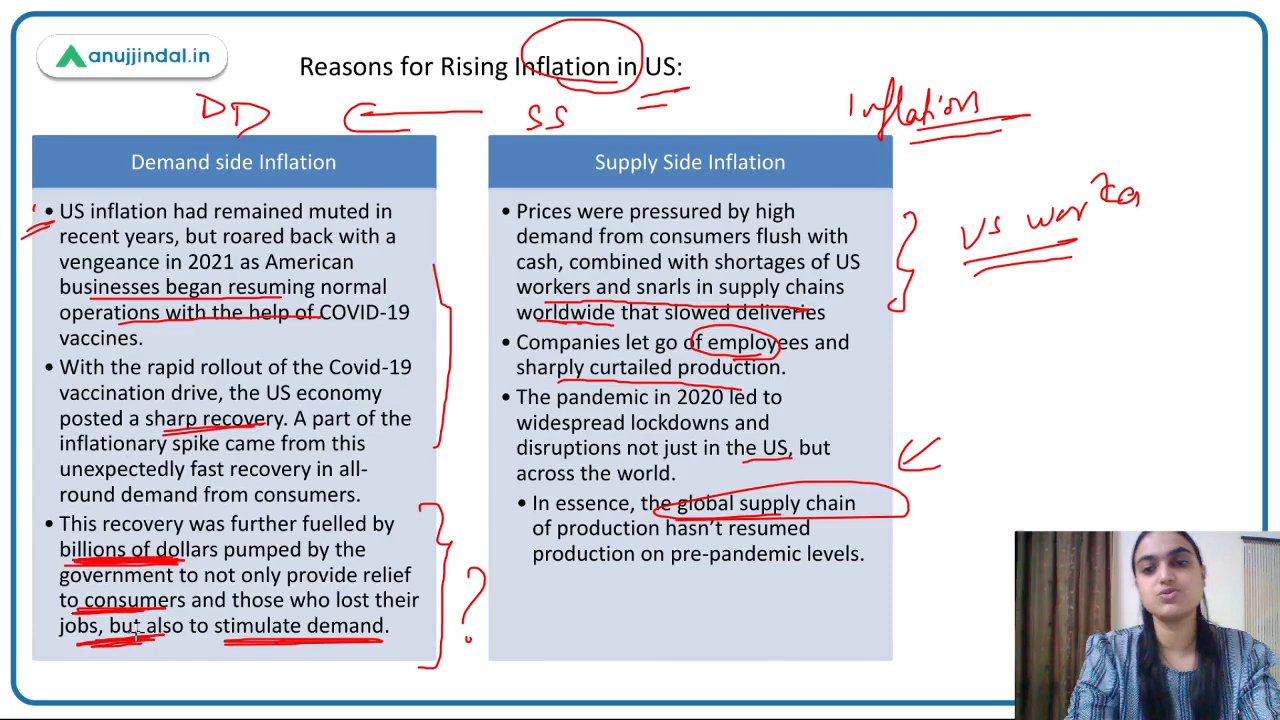 anujjindal.in
Reasons for Rising Inflation in US:
DD
SS
Inflation
Demand side Inflation
• US inflation had remained muted in
recent years, but roared back with a
vengeance in 2021 as American
businesses began resuming normal
operations with the help of COVID-19
vaccines.
• With the rapid rollout of the Covid-19
vaccination drive, the US economy
posted a sharp recovery. A part of the
inflationary spike came from this
unexpectedly fast recovery in all-
round demand from consumers.
• This recovery was further fuelled by
billions of dollars pumped by the
government to not only provide relief
to consumers and those who lost their
jobs, but also to stimulate demand.
?
Supply Side Inflation
• Prices were pressured by high
demand from consumers flush with
cash, combined with shortages of US
workers and snarls in supply chains
worldwide that slowed deliveries
• Companies let go of employees and
sharply curtailed production.
• The pandemic in 2020 led to
widespread lockdowns and
disruptions not just in the US, but
across the world.
• In essence, the global supply chain
of production hasn't resumed
production on pre-pandemic levels.
US